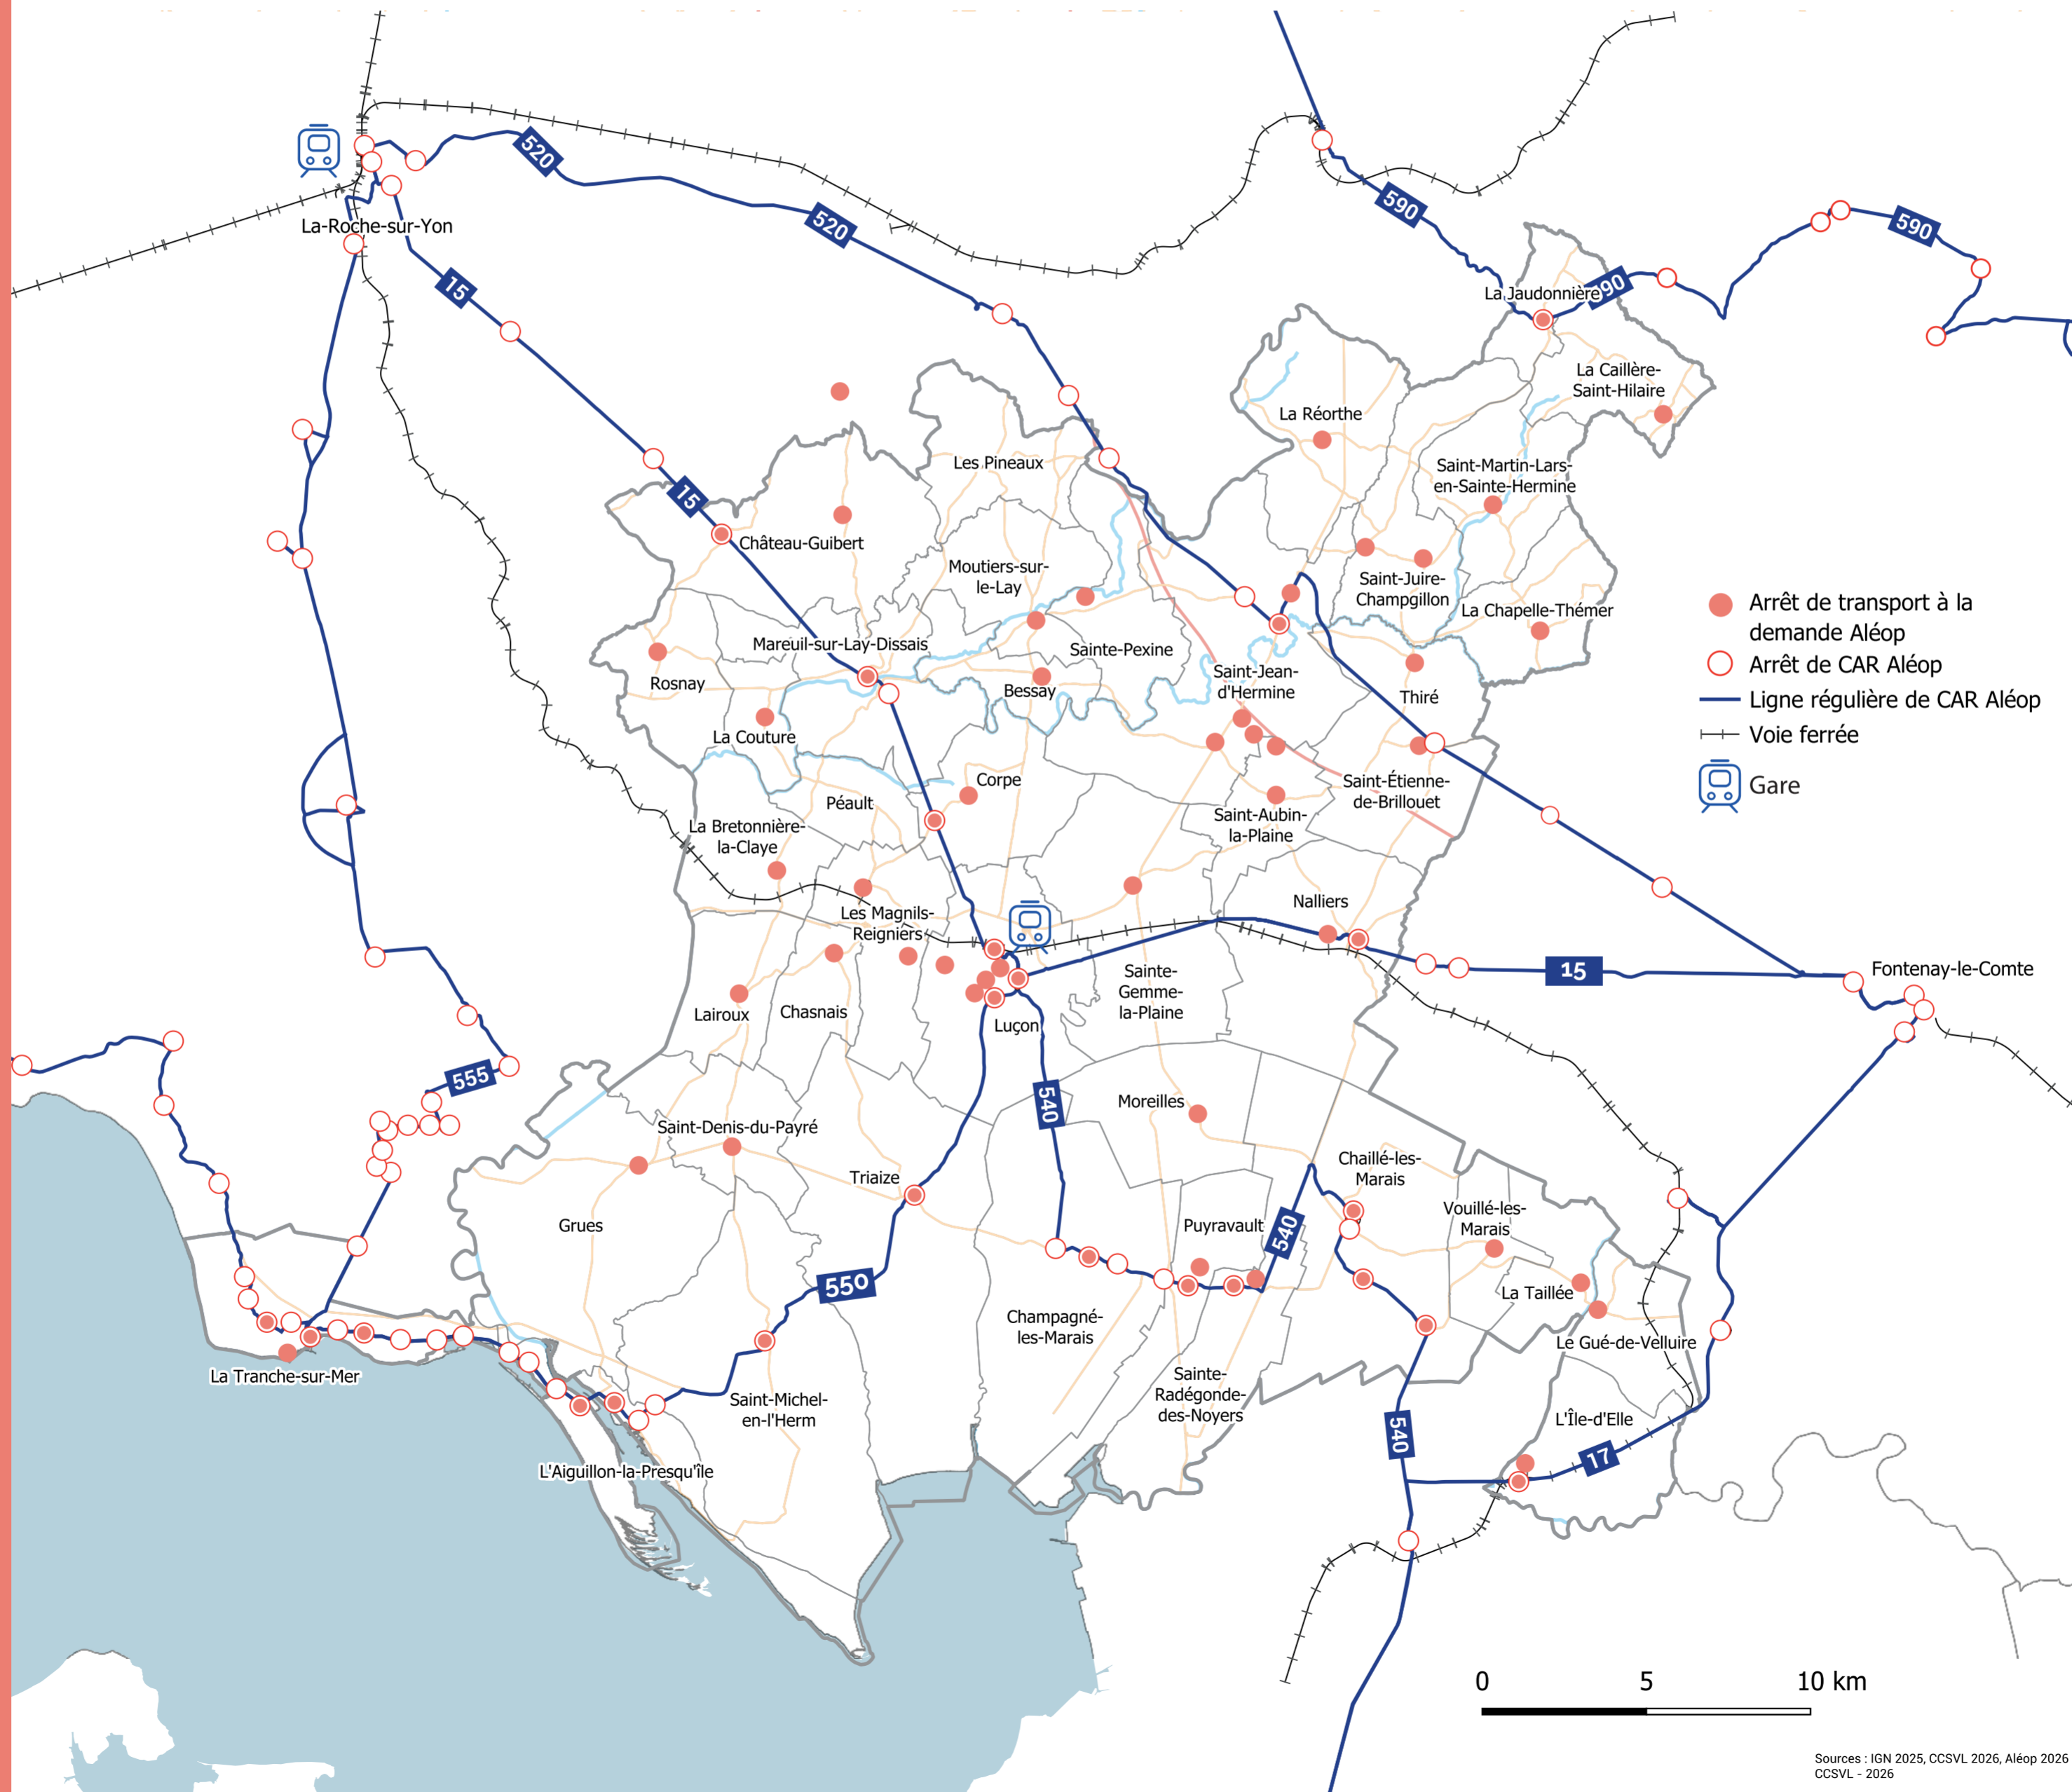 520
590
590
La-Roche-sur-Yon
520
15
La Jaudonnière
90
La Caillère-
Saint-Hilaire
La Réorthe
Les Pineaux
Saint-Martin-Lars-
en-Sainte-Hermine
15
Château-Guibert
Moutiers-sur-
le-Lay
Saint-Juire-
Champgillon
La Chapelle-Thémer
Mareuil-sur-Lay-Dissais
Sainte-Pexine
Rosnay
Bessay
Saint-Jean-
d'Hermine
Thiré
La Couture
Corpe
Saint-Étienne-
de-Brillouet
Péault
La Bretonnière-
la-Claye
Saint-Aubin-
la-Plaine
Nalliers
Les Magnils-
Reigniers
Sainte-
Gemme-
la-Plaine
15
Fontenay-le-Comte
Lairoux
Chasnais
Luçon
555
540
Moreilles
Saint-Denis-du-Payré
Chaillé-les-
Marais
Triaize
Vouillé-les-
Marais
Grues
Puyravault
540
550
La Taillée
Champagné-
les-Marais
Le Gué-de-Velluire
La Tranche-sur-Mer
Sainte-
Radégonde-
des-Noyers
Saint-Michel-
en-l'Herm
L'Île-d'Elle
540
17
L'Aiguillon-la-Presqu'île
Arrêt de transport à la
demande Aléop
Arrêt de CAR Aléop
Ligne régulière de CAR Aléop
Voie ferrée
Gare
0 5 10 km
Sources : IGN 2025, CCSVL 2026, Aléop 2026
CCSVL - 2026